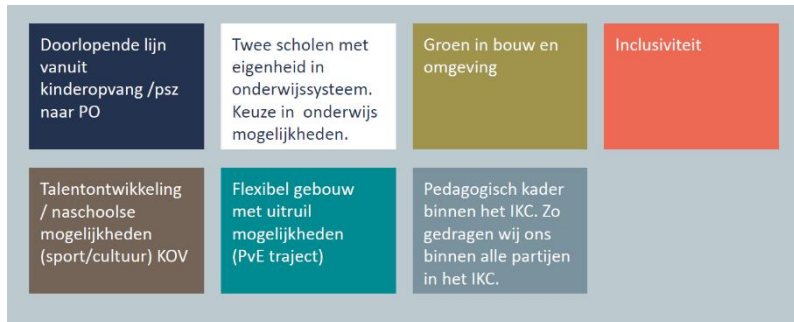 Doorlopende lijn
vanuit
kinderopvang /psz
naar PO
Twee scholen met
eigenheid in
onderwijssysteem.
Keuze in onderwijs
mogelijkheden.
Groen in bouw en
omgeving
Inclusiviteit
Talentontwikkeling
/ naschoolse
mogelijkheden
(sport/cultuur) KOV
Flexibel gebouw
met uitruil
mogelijkheden
(PvE traject)
Pedagogisch kader
binnen het IKC. Zo
gedragen wij ons
binnen alle partijen
in het IKC.